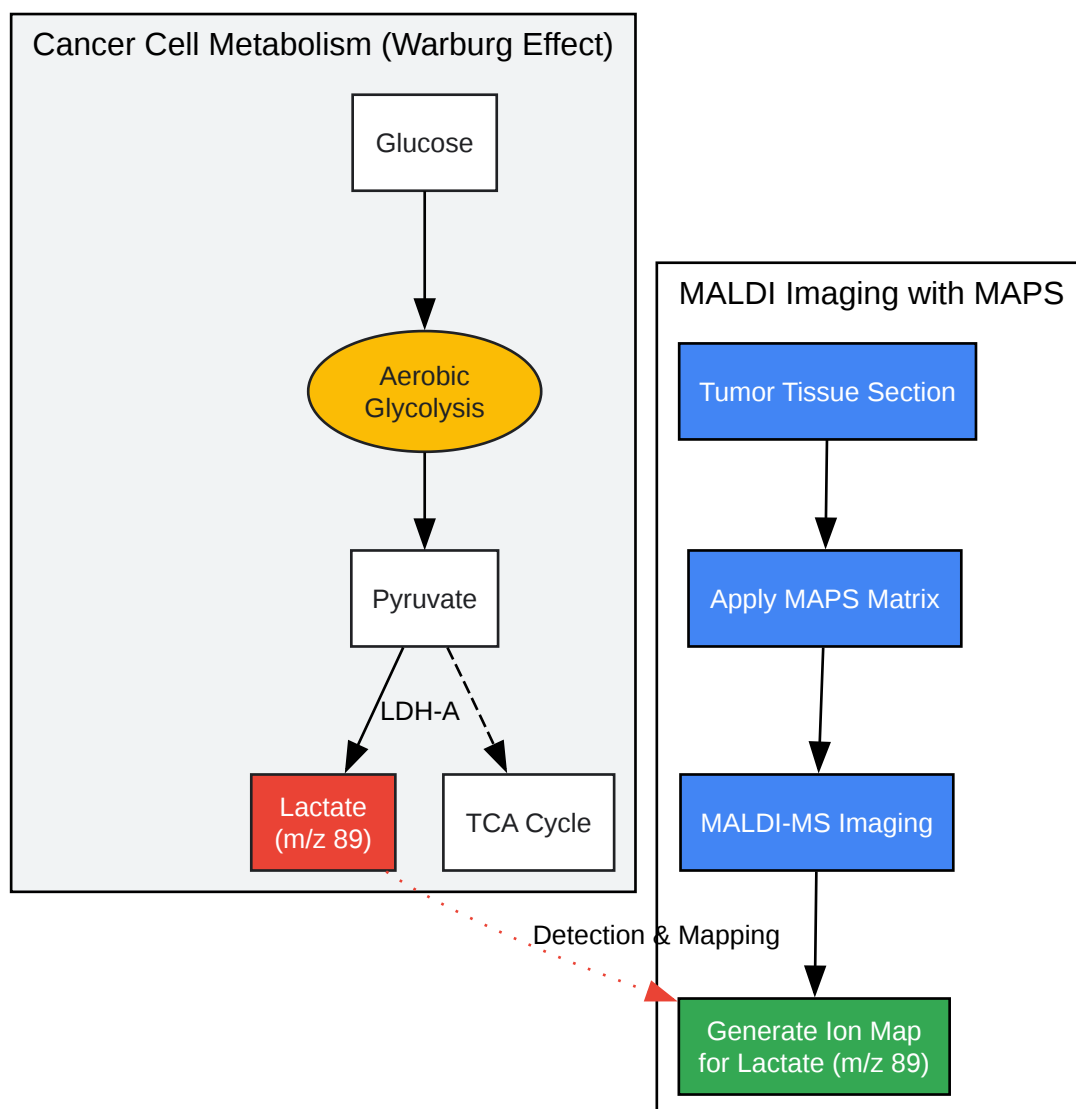 Cancer Cell Metabolism (Warburg Effect)
Glucose
Aerobic
Glycolysis
Pyruvate
LDH-A
Lactate
(m/z 89)
TCA Cycle
MALDI Imaging with MAPS
Tumor Tissue Section
Apply MAPS Matrix
MALDI-MS Imaging
Detection & Mapping
Generate Ion Map
for Lactate (m/z 89)